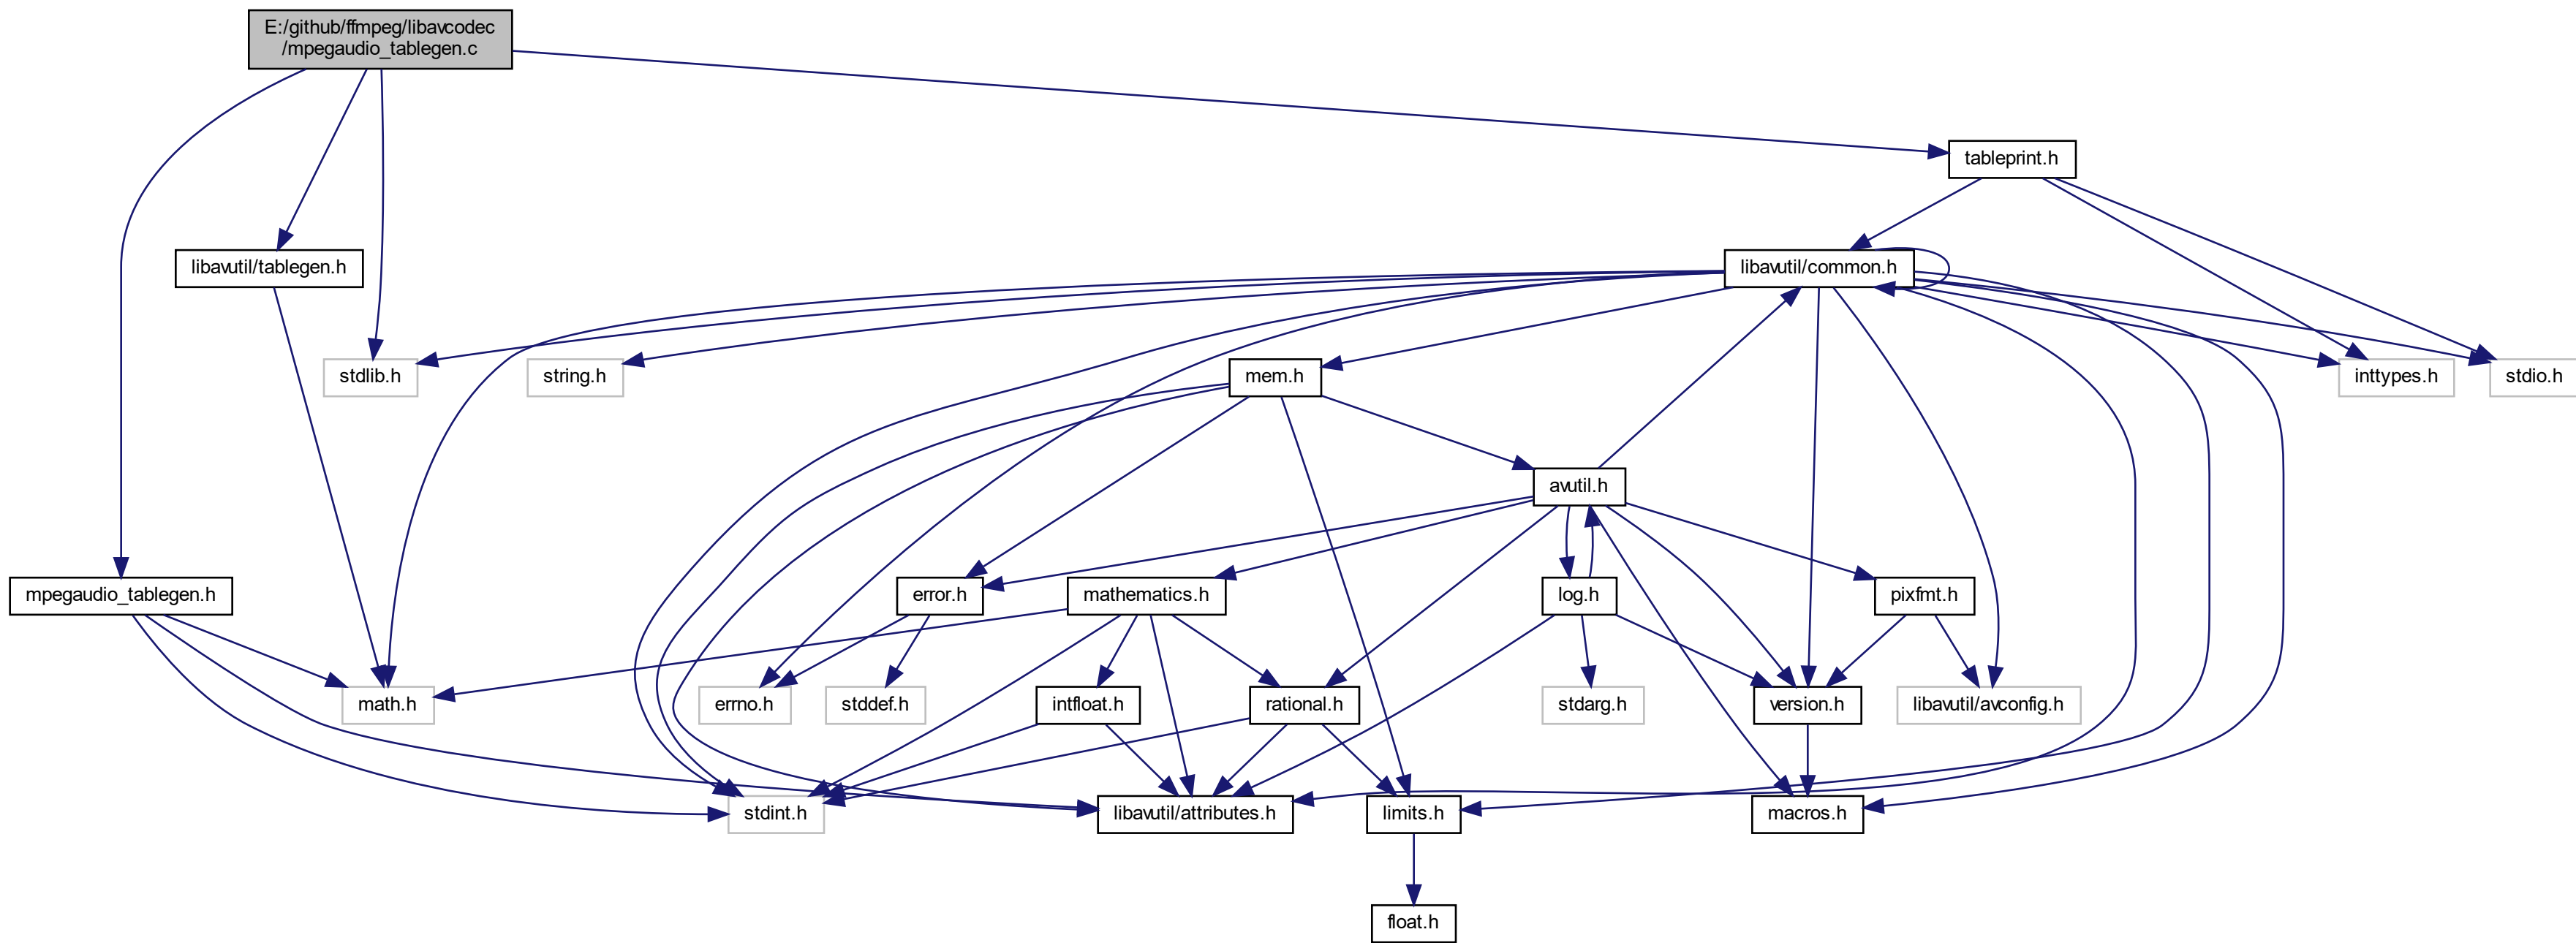 E:/github/ffmpeg/libavcodec
/mpegaudio_tablegen.c
tableprint.h
libavutil/tablegen.h
libavutil/common.h
stdlib.h
string.h
mem.h
inttypes.h
stdio.h
avutil.h
mpegaudio_tablegen.h
error.h
mathematics.h
log.h
pixfmt.h
math.h
errno.h
stddef.h
intfloat.h
rational.h
stdarg.h
version.h
libavutil/avconfig.h
stdint.h
libavutil/attributes.h
limits.h
macros.h
float.h